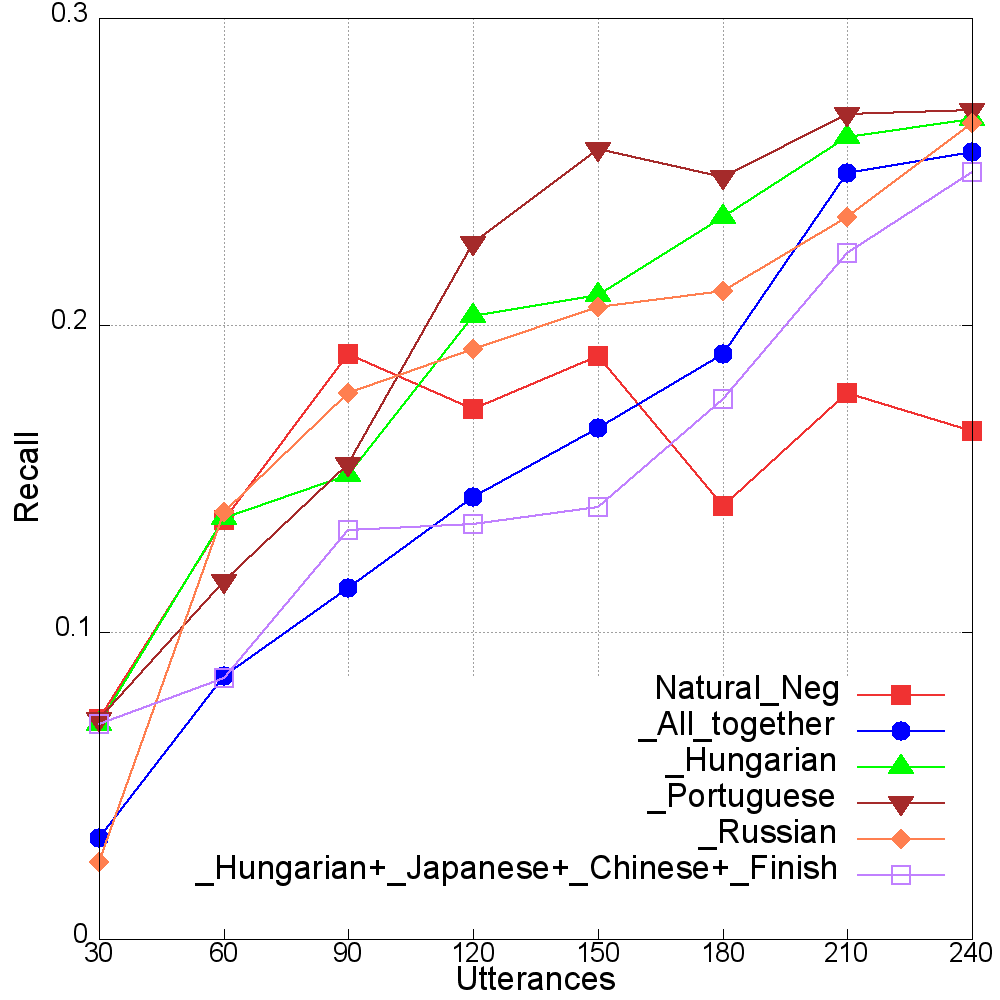 0.3
0.2
0.1
0
Recall
Natural_Neg
_All_together
_Hungarian
_Portuguese
_Russian
_Hungarian+_Japanese+_Chinese+_Finish
30 60 90 120 150 180 210 240
Utterances